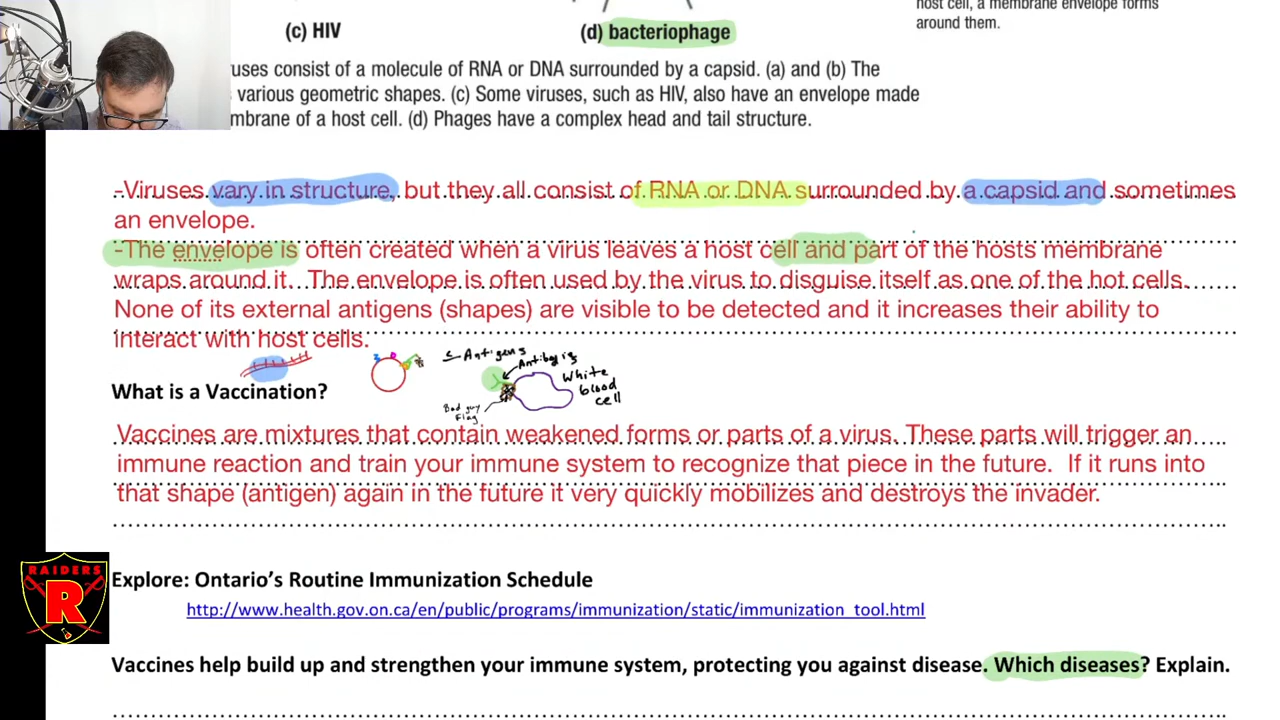 host cell, a membrane envelope forms
around them.
(c) HIV
(d) bacteriophage
uses consist of a molecule of RNA or DNA surrounded by a capsid. (a) and (b) The
various geometric shapes. (c) Some viruses, such as HIV, also have an envelope made
mbrane of a host cell. (d) Phages have a complex head and tail structure.
-Viruses vary in structure, but they all consist of RNA or DNA surrounded by a capsid and sometimes
an envelope.
-The envelope is often created when a virus leaves a host cell and part of the hosts membrane
wraps around it. The envelope is often used by the virus to disguise itself as one of the hot cells.
None of its external antigens (shapes) are visible to be detected and it increases their ability to
interact with host cells.
Antigens
Antibodies
White
blood
cell
Bad guy
Flag
What is a Vaccination?
Vaccines are mixtures that contain weakened forms or parts of a virus. These parts will trigger an
immune reaction and train your immune system to recognize that piece in the future. If it runs into
that shape (antigen) again in the future it very quickly mobilizes and destroys the invader.
RAIDERS
R
Explore: Ontario's Routine Immunization Schedule
http://www.health.gov.on.ca/en/public/programs/immunization/static/immunization_tool.html
Vaccines help build up and strengthen your immune system, protecting you against disease. Which diseases? Explain.